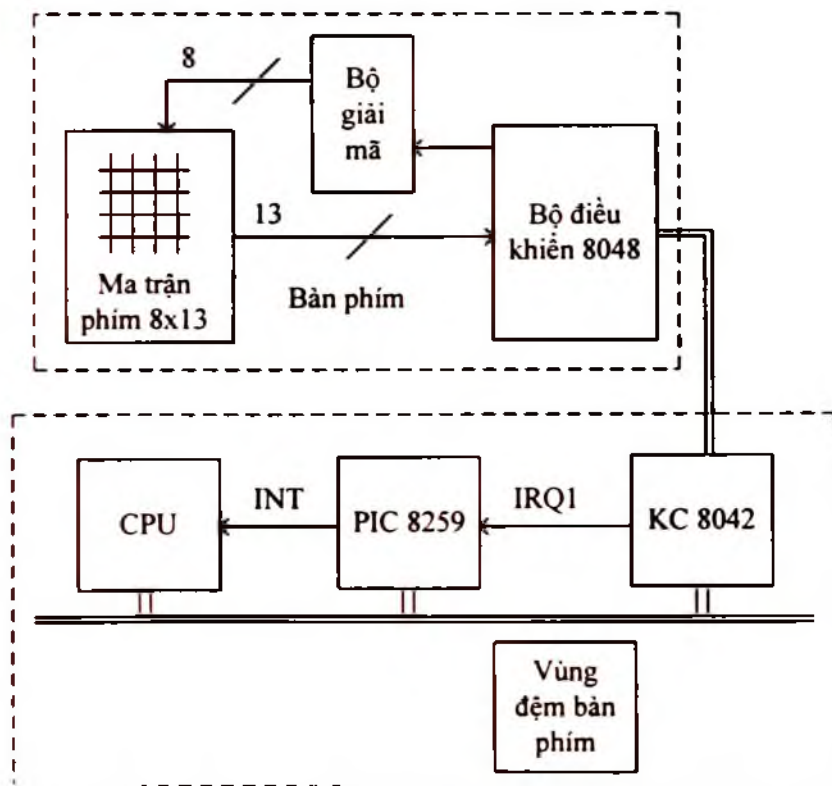 8
Bộ
giải
mã
13
Bộ điều
khiển 8048
Ma trận
phím 8x13
Bàn phím
CPU
INT
PIC 8259
IRQ1
KC 8042
Vùng
đệm bàn
phím